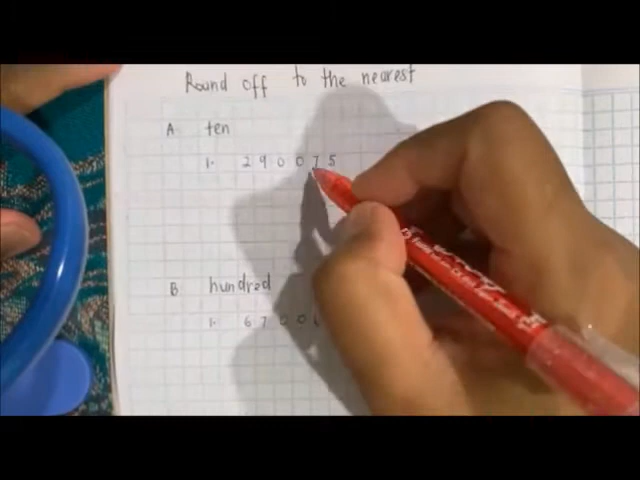 Round off to the nearest
A ten
1. 290075
B hundred
1. 6700